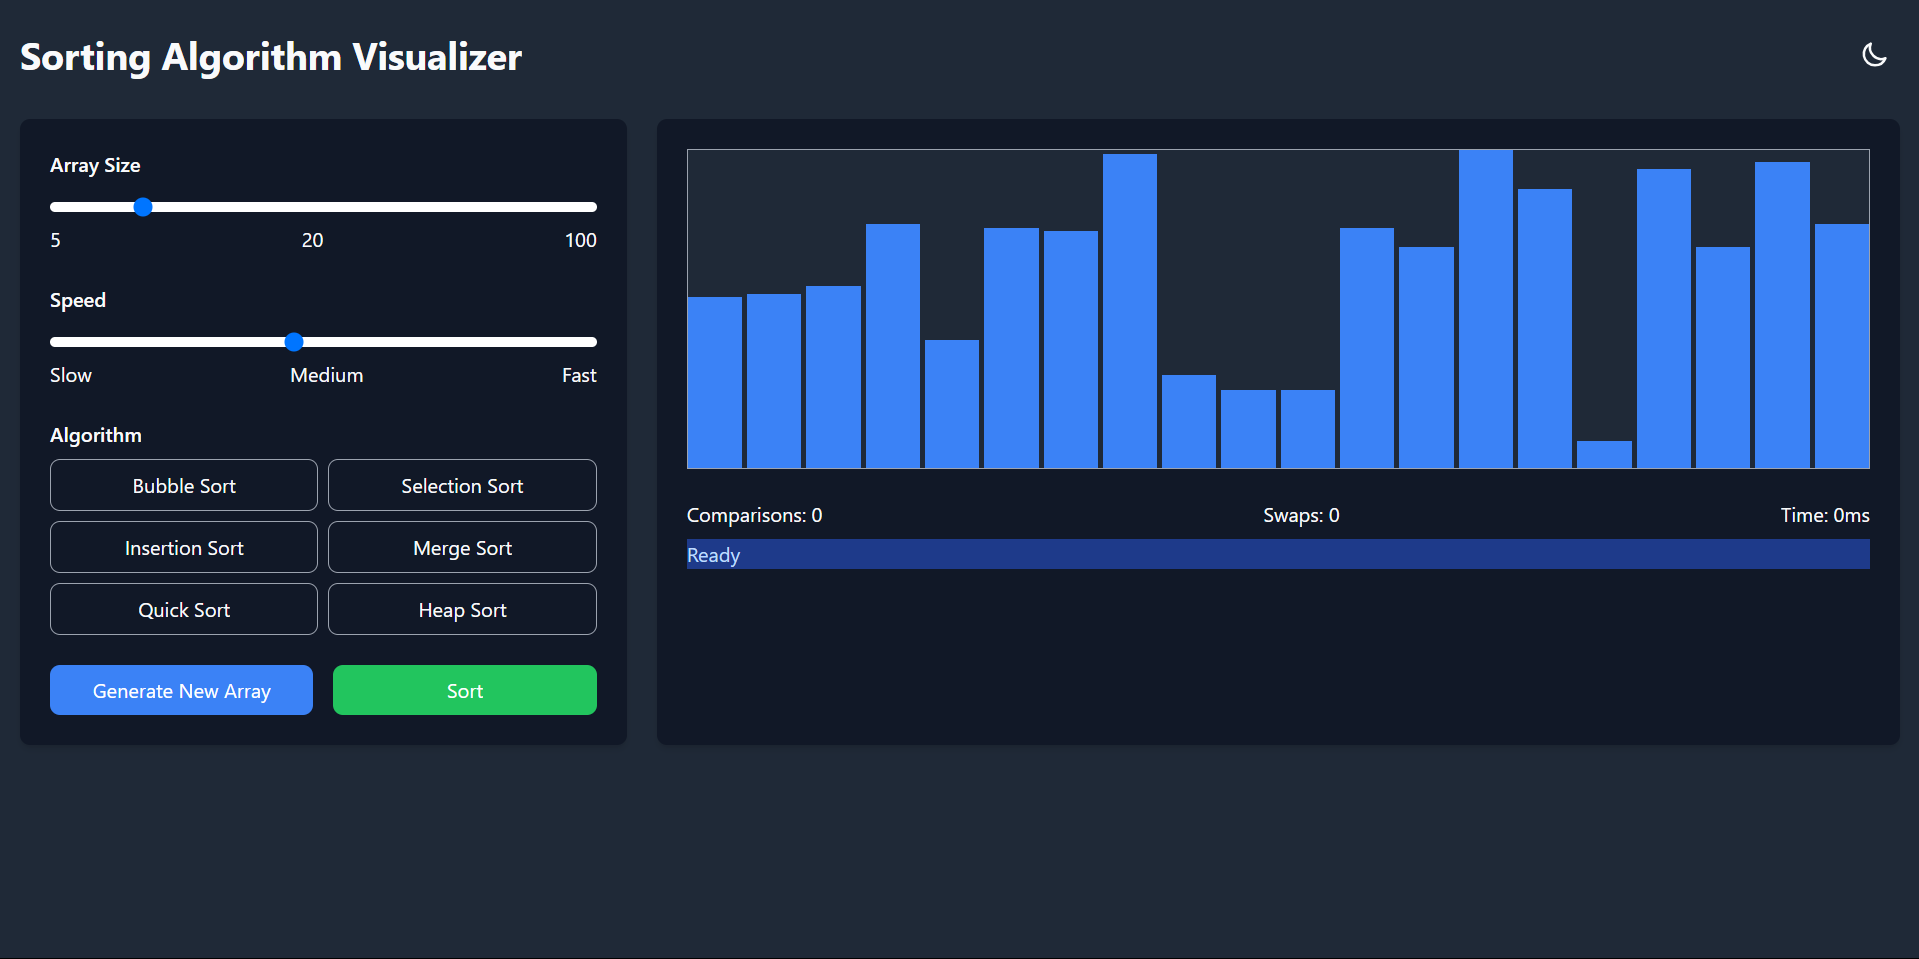 Sorting Algorithm Visualizer
Array Size
5 20 100
Speed
Slow Medium Fast
Algorithm
Bubble Sort Selection Sort
Insertion Sort Merge Sort
Quick Sort Heap Sort
Generate New Array Sort
Comparisons: 0 Swaps: 0 Time: 0ms
Ready